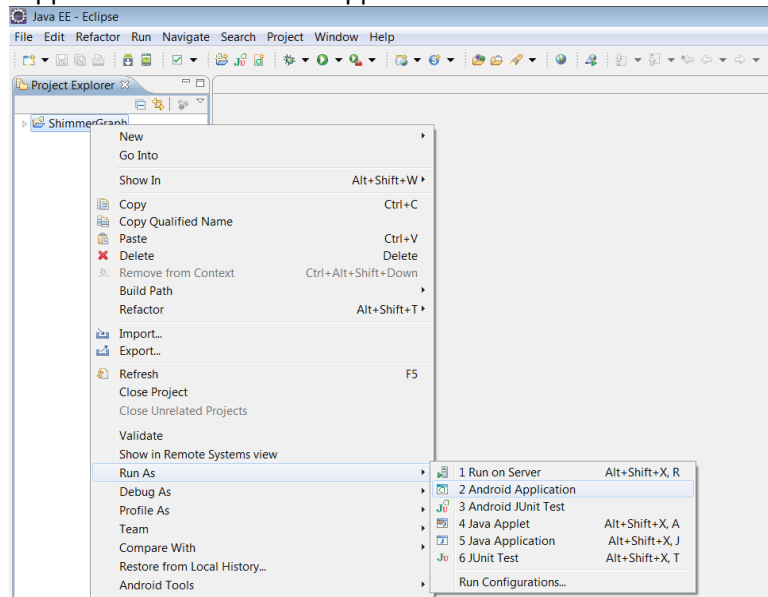 Java EE - Eclipse
File Edit Refactor Run Navigate Search Project Window Help
Project Explorer
ShimmerGraph
New
Go Into
Show In Alt+Shift+W
Copy Ctrl+C
Copy Qualified Name
Paste Ctrl+V
Delete Delete
Remove from Context Ctrl+Alt+Shift+Down
Build Path
Refactor Alt+Shift+T
Import...
Export...
Refresh F5
Close Project
Close Unrelated Projects
Validate
Show in Remote Systems view
Run As
Debug As
Profile As
Team
Compare With
Restore from Local History...
Android Tools
1 Run on Server Alt+Shift+X, R
2 Android Application
3 Android JUnit Test
4 Java Applet Alt+Shift+X, A
5 Java Application Alt+Shift+X, J
6 JUnit Test Alt+Shift+X, T
Run Configurations...